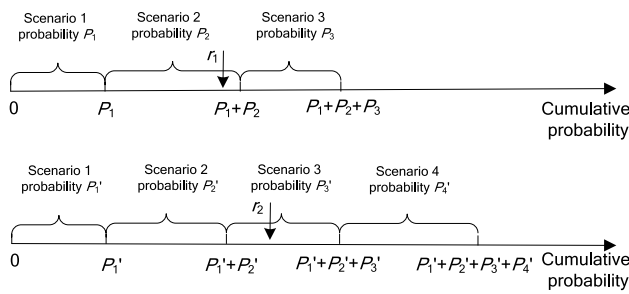 Scenario 1 Scenario 2 Scenario 3
probability P1 probability P2 probability P3
r1
0 P1 P1+P2 P1+P2+P3 Cumulative
probability
Scenario 1 Scenario 2 Scenario 3 Scenario 4
probability P1' probability P2' probability P3' probability P4'
r2
0 P1' P1'+P2' P1'+P2'+P3' P1'+P2'+P3'+P4' Cumulative
probability